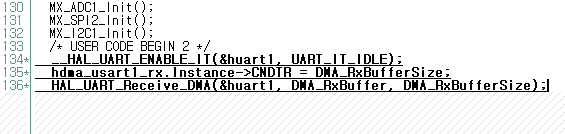 130 MX_ADC1_Init();
131 MX_SPI2_Init();
132 MX_I2C1_Init();
133 /* USER CODE BEGIN 2 */
134* __HAL_UART_ENABLE_IT(&huart1, UART_IT_IDLE);
135* hdma_usart1_rx.Instance->CNDTR = DMA_RxBufferSize;
136* HAL_UART_Receive_DMA(&huart1, DMA_RxBuffer, DMA_RxBufferSize);